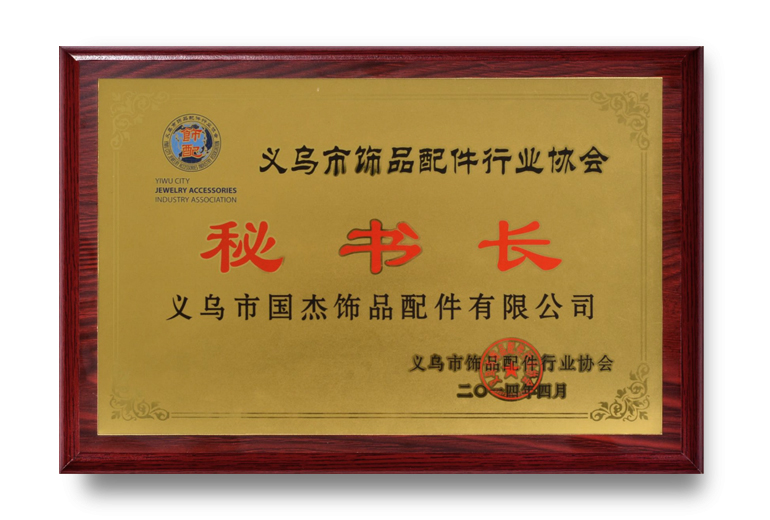 义乌市饰品配件行业协会
饰配
YIWU CITY
JEWELRY ACCESSORIES
INDUSTRY ASSOCIATION
秘书长
义乌市国杰饰品配件有限公司
义乌市饰品配件行业协会
二〇一四年四月